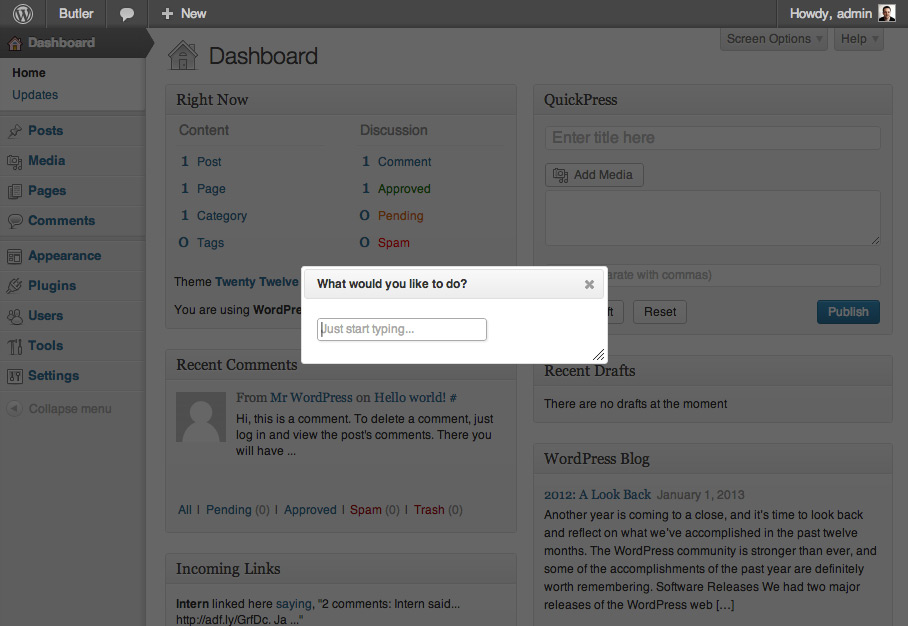 Butler
New
Howdy, admin
Dashboard
Home
Updates
Posts
Media
Pages
Comments
Appearance
Plugins
Users
Tools
Settings
Collapse menu
Screen Options
Help
Dashboard
Right Now
Content
1 Post
1 Page
1 Category
0 Tags
Discussion
1 Comment
1 Approved
0 Pending
0 Spam
Theme Twenty Twelve
You are using
QuickPress
Enter title here
Add Media
with commas)
Reset
Publish
What would you like to do?
Just start typing...
Recent Comments
From Mr WordPress on Hello world! #
Hi, this is a comment. To delete a comment, just
log in and view the post's comments. There you
will have ...
All | Pending (0) | Approved | Spam (0) | Trash (0)
Incoming Links
Intern linked here saying, "2 comments: Intern said...
http://adf.ly/GrfDc. Ja ..."
Recent Drafts
There are no drafts at the moment
WordPress Blog
2012: A Look Back January 1, 2013
Another year is coming to a close, and it's time to look back
and reflect on what we've accomplished in the past twelve
months. The WordPress community is stronger than ever, and
some of the accomplishments of the past year are definitely
worth remembering. Software Releases We had two major
releases of the WordPress web [...]